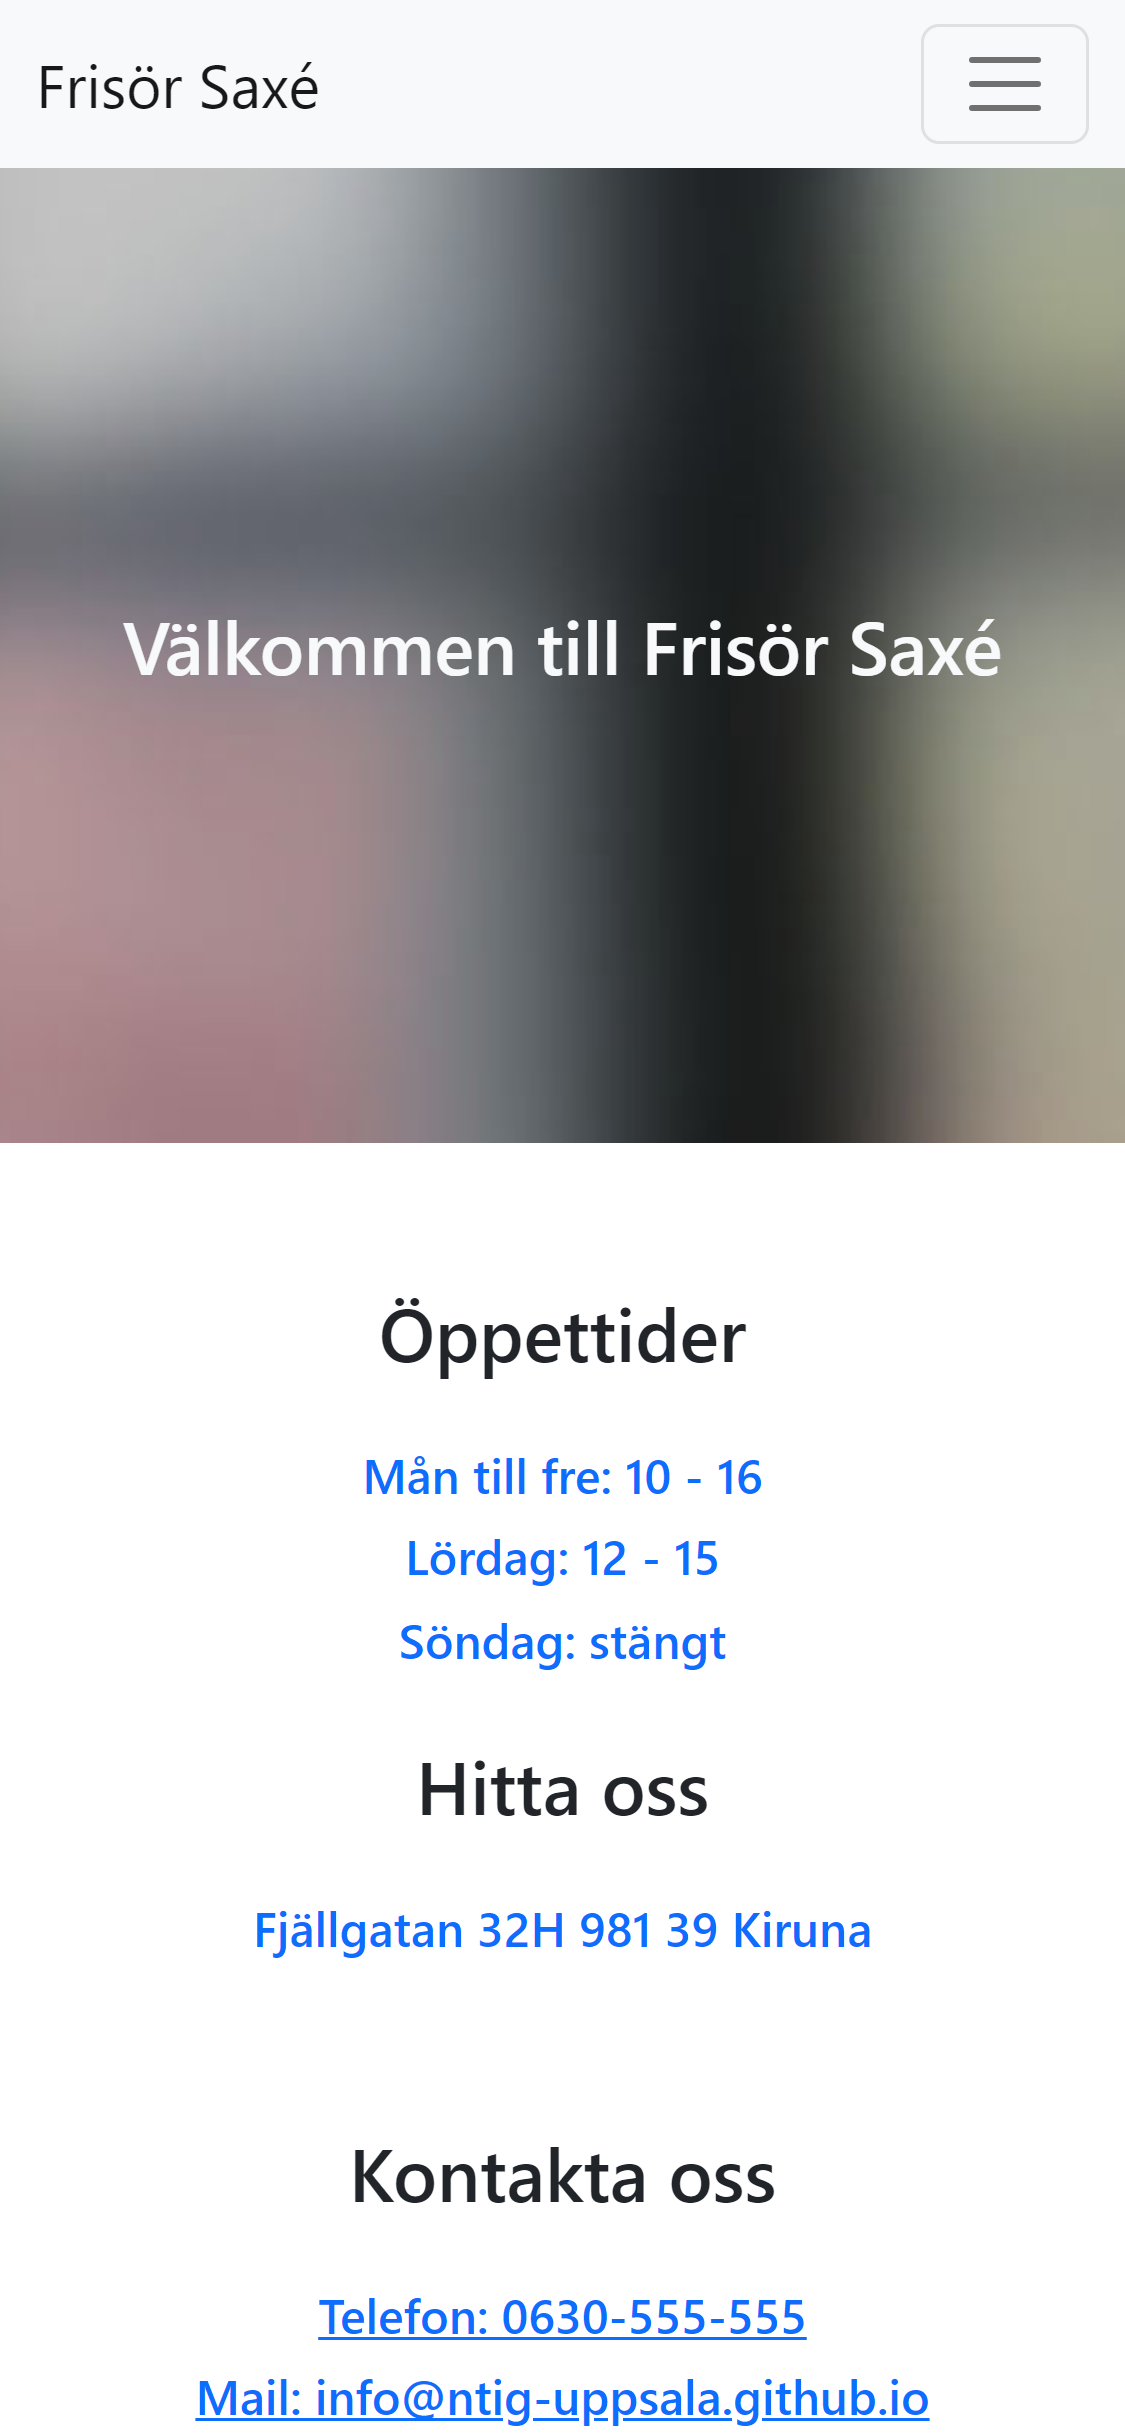 Frisör Saxé
Välkommen till Frisör Saxé
Öppettider
Mån till fre: 10 - 16
Lördag: 12 - 15
Söndag: stängt
Hitta oss
Fjällgatan 32H 981 39 Kiruna
Kontakta oss
Telefon: 0630-555-555
Mail: info@ntig-uppsala.github.io